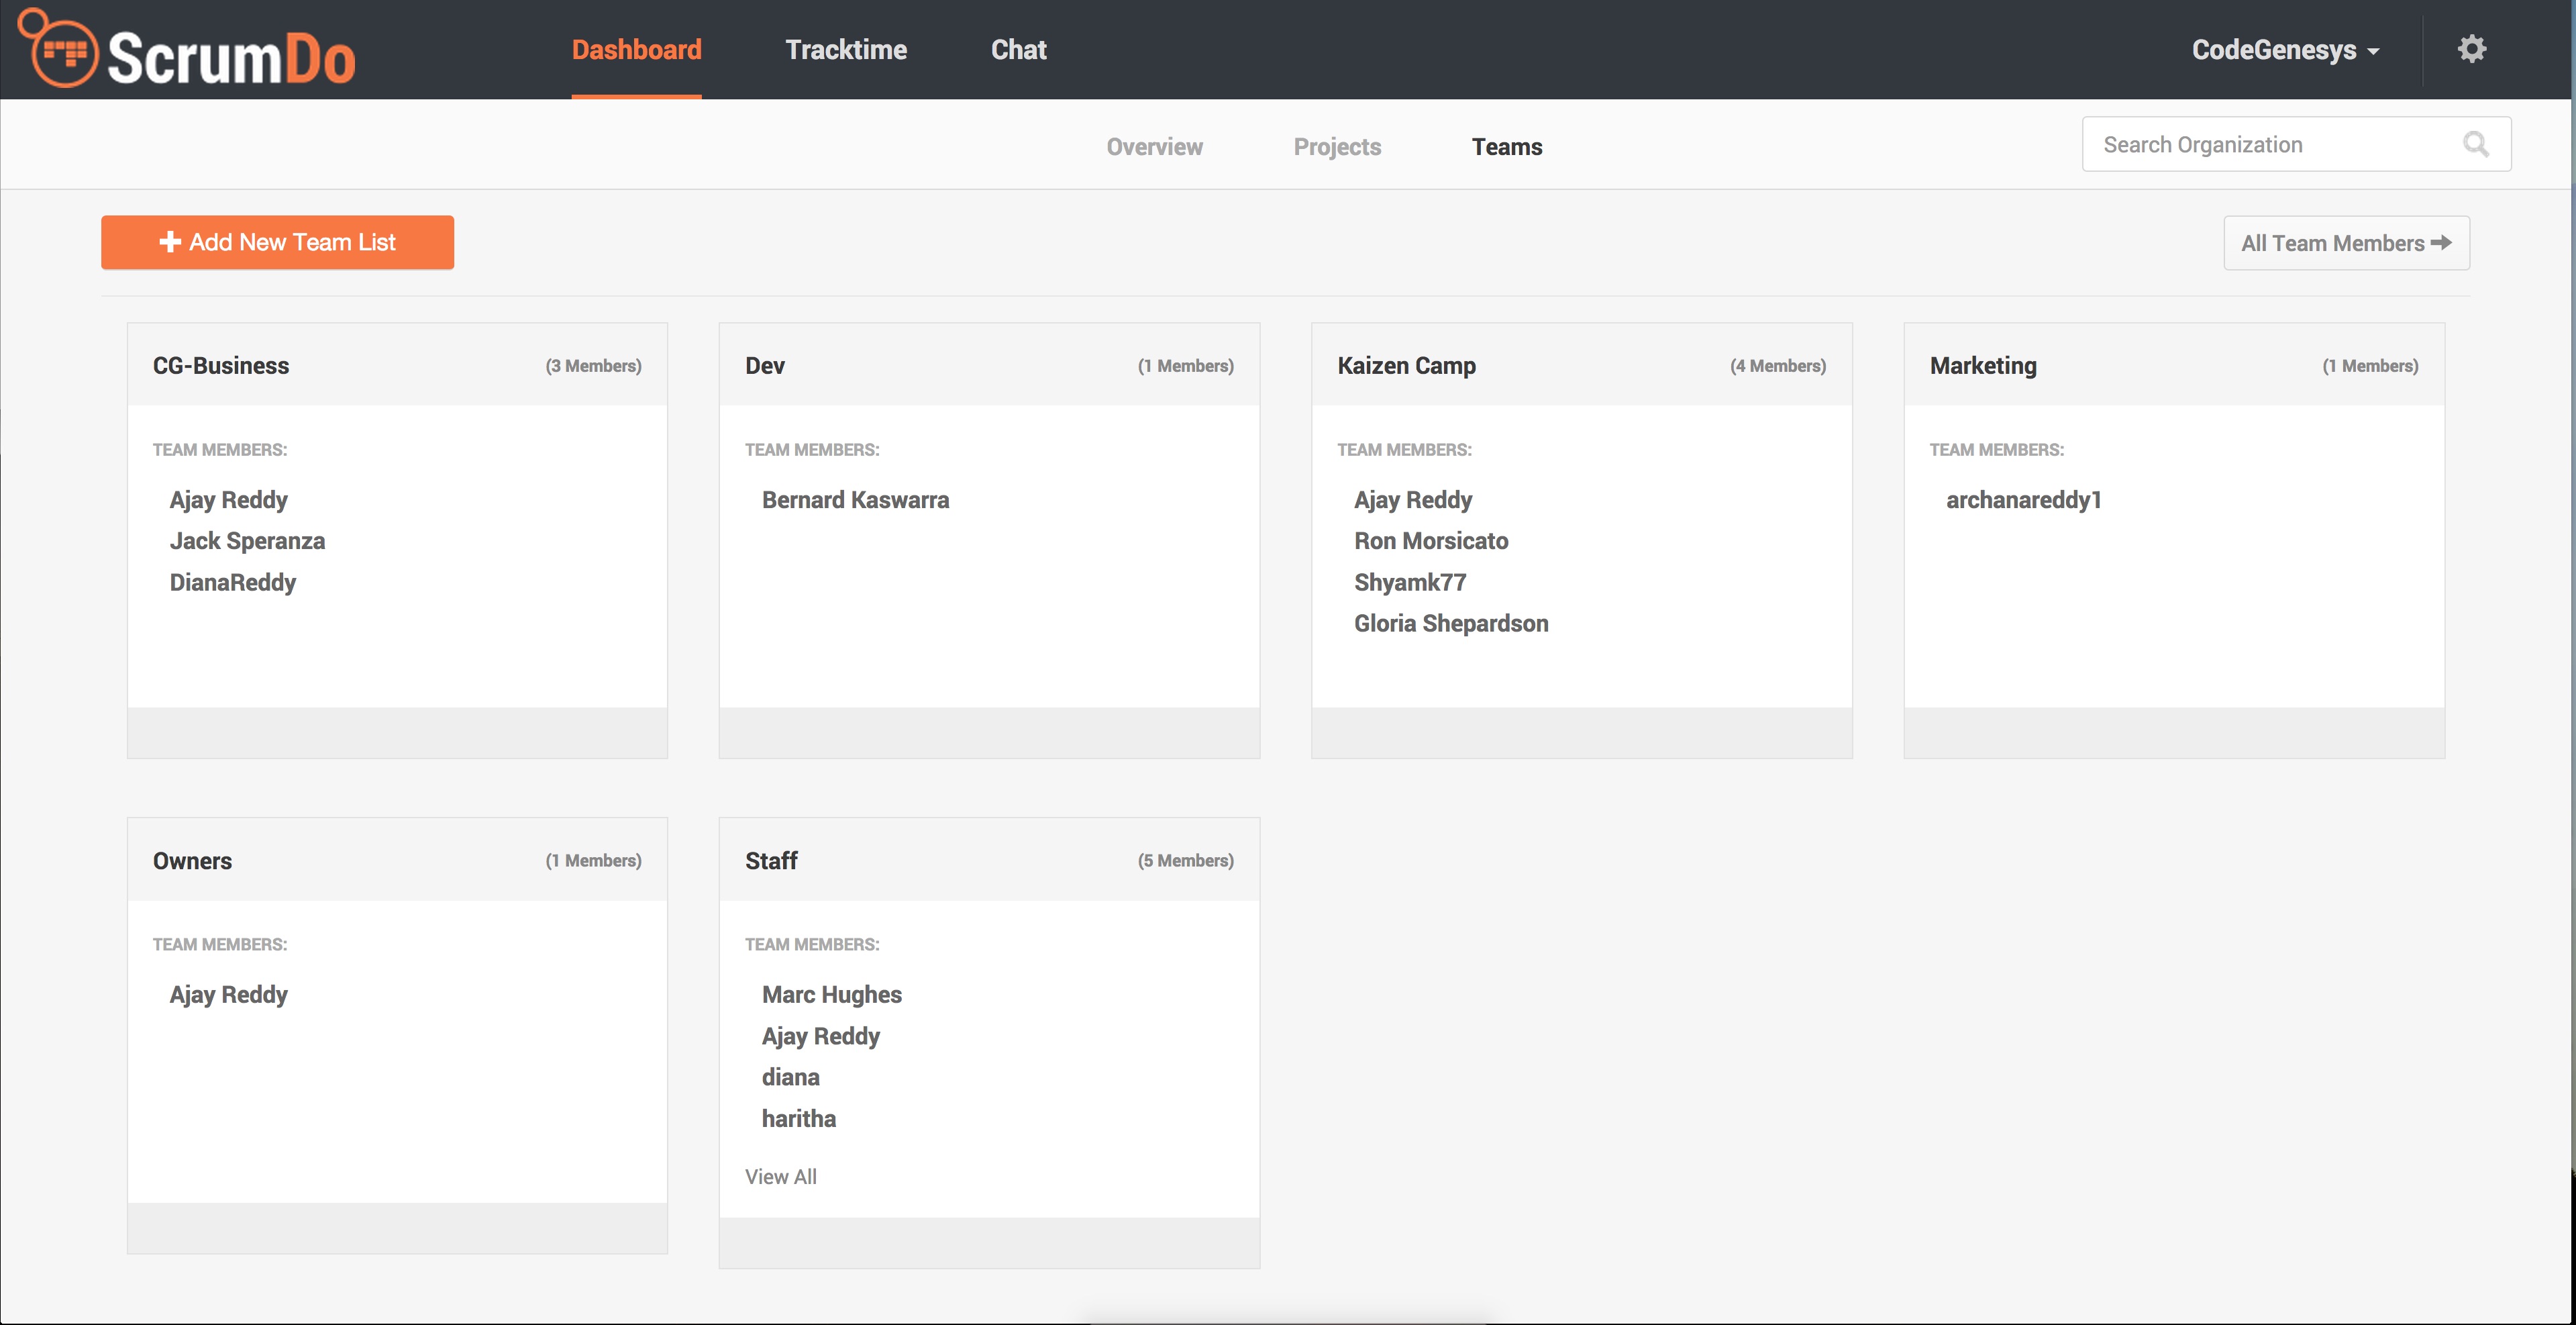 ScrumDo
Dashboard Tracktime Chat CodeGenesys
Overview Projects Teams Search Organization
Add New Team List All Team Members
CG-Business (3 Members)
TEAM MEMBERS:
Ajay Reddy
Jack Speranza
DianaReddy
Dev (1 Members)
TEAM MEMBERS:
Bernard Kaswarra
Kaizen Camp (4 Members)
TEAM MEMBERS:
Ajay Reddy
Ron Morsicato
Shyamk77
Gloria Shepardson
Marketing (1 Members)
TEAM MEMBERS:
archanareddy1
Owners (1 Members)
TEAM MEMBERS:
Ajay Reddy
Staff (5 Members)
TEAM MEMBERS:
Marc Hughes
Ajay Reddy
diana
haritha
View All